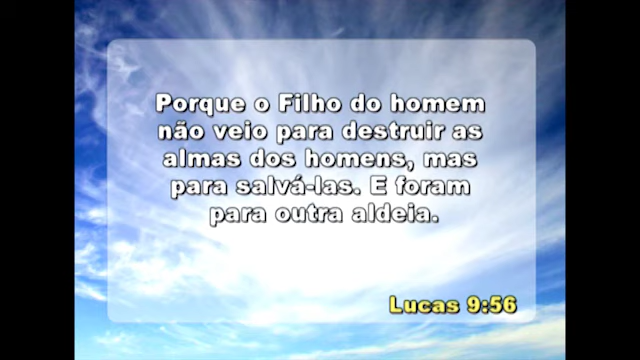 Porque o Filho do homem
não veio para destruir as
almas dos homens, mas
para salvá-las. E foram
para outra aldeia.
Lucas 9:56